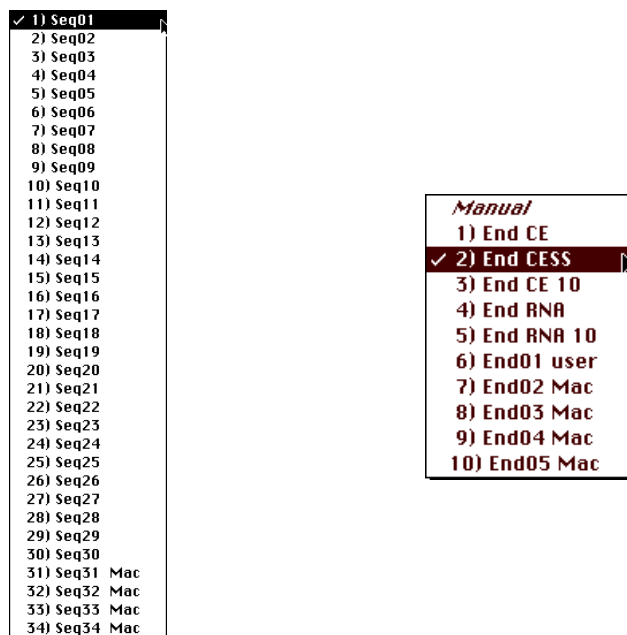 ✓ 1) Seq01
2) Seq02
3) Seq03
4) Seq04
5) Seq05
6) Seq06
7) Seq07
8) Seq08
9) Seq09
10) Seq10
11) Seq11
12) Seq12
13) Seq13
14) Seq14
15) Seq15
16) Seq16
17) Seq17
18) Seq18
19) Seq19
20) Seq20
21) Seq21
22) Seq22
23) Seq23
24) Seq24
25) Seq25
26) Seq26
27) Seq27
28) Seq28
29) Seq29
30) Seq30
31) Seq31 Mac
32) Seq32 Mac
33) Seq33 Mac
34) Seq34 Mac
Manual
1) End CE
✓ 2) End CESS
3) End CE 10
4) End RNA
5) End RNA 10
6) End01 user
7) End02 Mac
8) End03 Mac
9) End04 Mac
10) End05 Mac